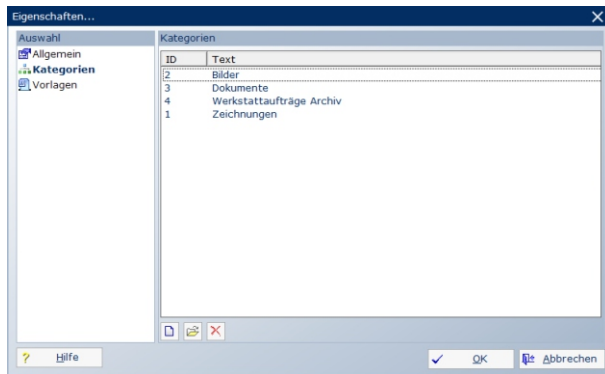 Eigenschaften...
Auswahl
Allgemein
Kategorien
Vorlagen
Kategorien
ID Text
2 Bilder
3 Dokumente
4 Werkstattaufträge Archiv
1 Zeichnungen
? Hilfe
OK
Abbrechen